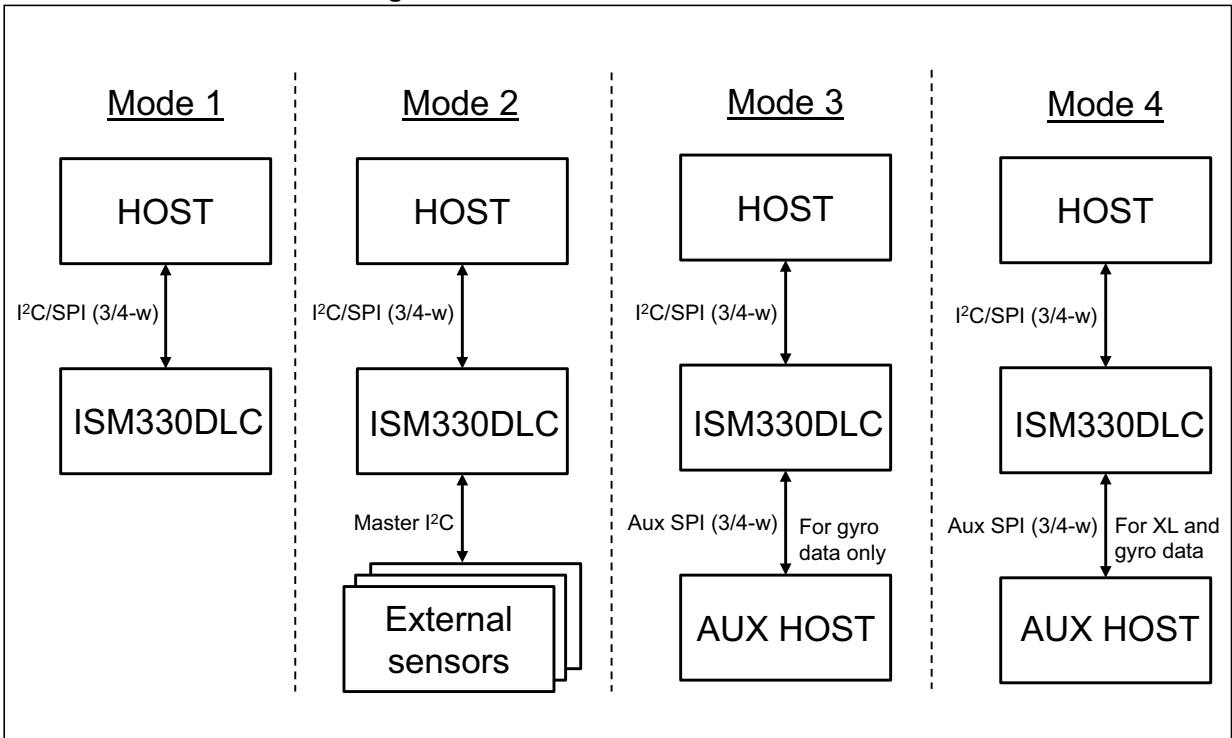 Mode 1
HOST
I²C/SPI (3/4-w)
ISM330DLC
Mode 2
HOST
I²C/SPI (3/4-w)
ISM330DLC
Master I²C
External
sensors
Mode 3
HOST
I²C/SPI (3/4-w)
ISM330DLC
Aux SPI (3/4-w)
For gyro
data only
AUX HOST
Mode 4
HOST
I²C/SPI (3/4-w)
ISM330DLC
Aux SPI (3/4-w)
For XL and
gyro data
AUX HOST